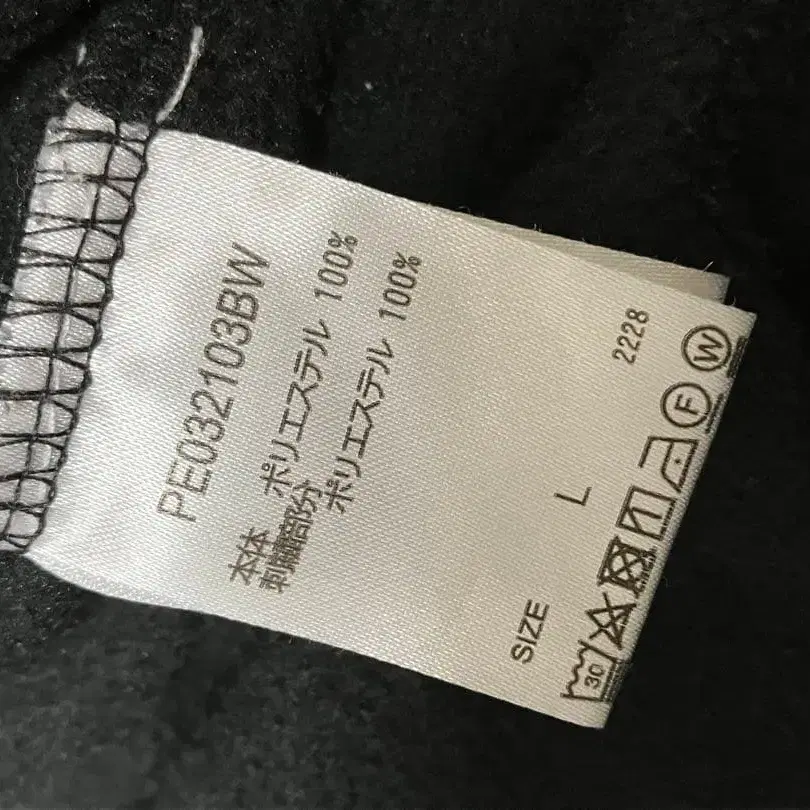 PE032103BW
本体 ポリエステル 100%
刺繍部分 ポリエステル 100%
SIZE L
2228
30 F W